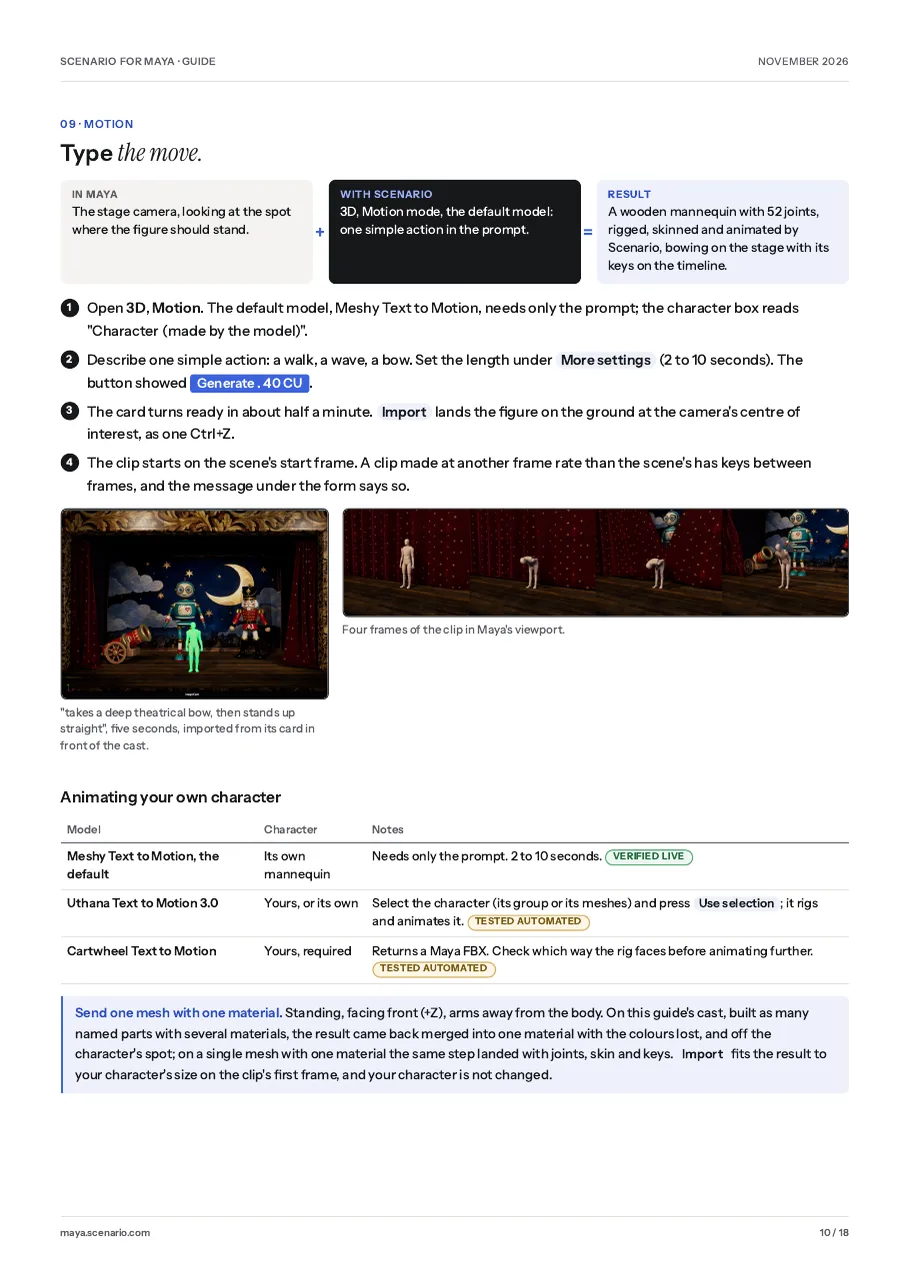 SCENARIO FOR MAYA · GUIDE
NOVEMBER 2026
09 · MOTION
Type the move.
IN MAYA
The stage camera, looking at the spot
where the figure should stand.
+
WITH SCENARIO
3D, Motion mode, the default model:
one simple action in the prompt.
=
RESULT
A wooden mannequin with 52 joints,
rigged, skinned and animated by
Scenario, bowing on the stage with its
keys on the timeline.
1 Open 3D, Motion. The default model, Meshy Text to Motion, needs only the prompt; the character box reads
"Character (made by the model)".
2 Describe one simple action: a walk, a wave, a bow. Set the length under More settings (2 to 10 seconds). The
button showed Generate . 40 CU .
3 The card turns ready in about half a minute. Import lands the figure on the ground at the camera's centre of
interest, as one Ctrl+Z.
4 The clip starts on the scene's start frame. A clip made at another frame rate than the scene's has keys between
frames, and the message under the form says so.
Four frames of the clip in Maya's viewport.
"takes a deep theatrical bow, then stands up
straight", five seconds, imported from its card in
front of the cast.
Animating your own character
Model Character Notes
Meshy Text to Motion, the
default
Its own
mannequin
Needs only the prompt. 2 to 10 seconds. VERIFIED LIVE
Uthana Text to Motion 3.0
Yours, or its own
Select the character (its group or its meshes) and press Use selection ; it rigs
and animates it. TESTED AUTOMATED
Cartwheel Text to Motion
Yours, required
Returns a Maya FBX. Check which way the rig faces before animating further.
TESTED AUTOMATED
Send one mesh with one material. Standing, facing front (+Z), arms away from the body. On this guide's cast, built as many
named parts with several materials, the result came back merged into one material with the colours lost, and off the
character's spot; on a single mesh with one material the same step landed with joints, skin and keys. Import fits the result to
your character's size on the clip's first frame, and your character is not changed.
maya.scenario.com
10 / 18